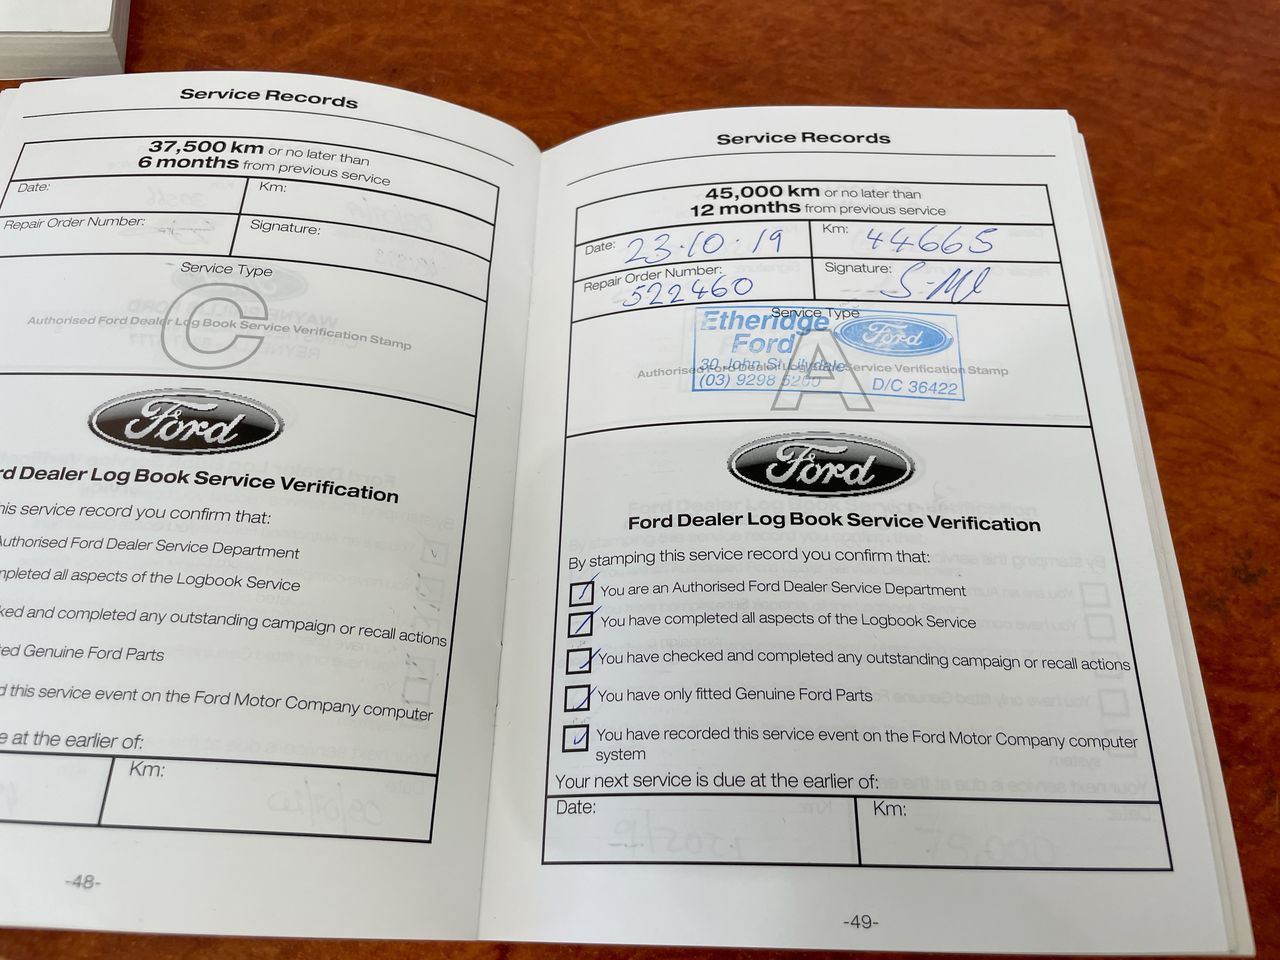 Service Records
37,500 km or no later than
6 months from previous service
Date:
Km:
Repair Order Number:
Signature:
Service Type
C
Authorised Ford Dealer Log Book Service Verification Stamp
Ford
rd Dealer Log Book Service Verification
his service record you confirm that:
Authorised Ford Dealer Service Department
mpleted all aspects of the Logbook Service
ked and completed any outstanding campaign or recall actions
ted Genuine Ford Parts
d this service event on the Ford Motor Company computer
e at the earlier of:
Km:
-48-
Service Records
45,000 km or no later than
12 months from previous service
Date: 23·10·19
Km: 44665
Repair Order Number:
522460
Signature:
Service Type
A
Etheridge
Ford
Ford
30 John St. Lilydale
(03) 9298 5200
D/C 36422
Authorised Ford Dealer Log Book Service Verification Stamp
Ford
Ford Dealer Log Book Service Verification
By stamping this service record you confirm that:
You are an Authorised Ford Dealer Service Department
You have completed all aspects of the Logbook Service
You have checked and completed any outstanding campaign or recall actions
You have only fitted Genuine Ford Parts
You have recorded this service event on the Ford Motor Company computer
system
Your next service is due at the earlier of:
Date:
Km:
-49-